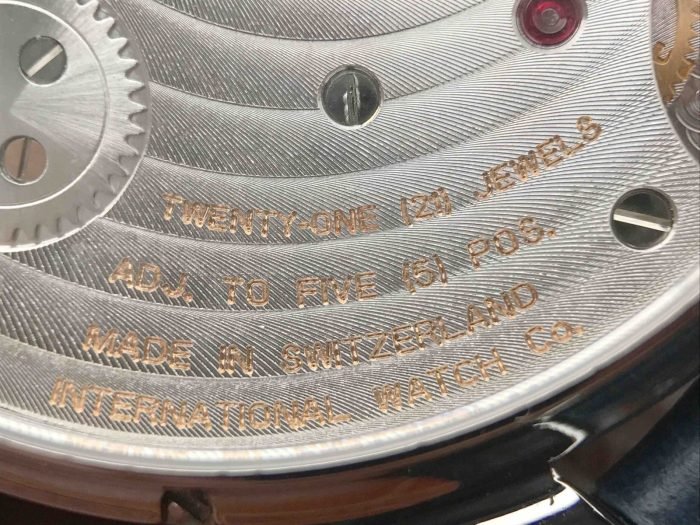 TWENTY-ONE (21) JEWELS
ADJ. TO FIVE (5) POS.
MADE IN SWITZERLAND
INTERNATIONAL WATCH Co.